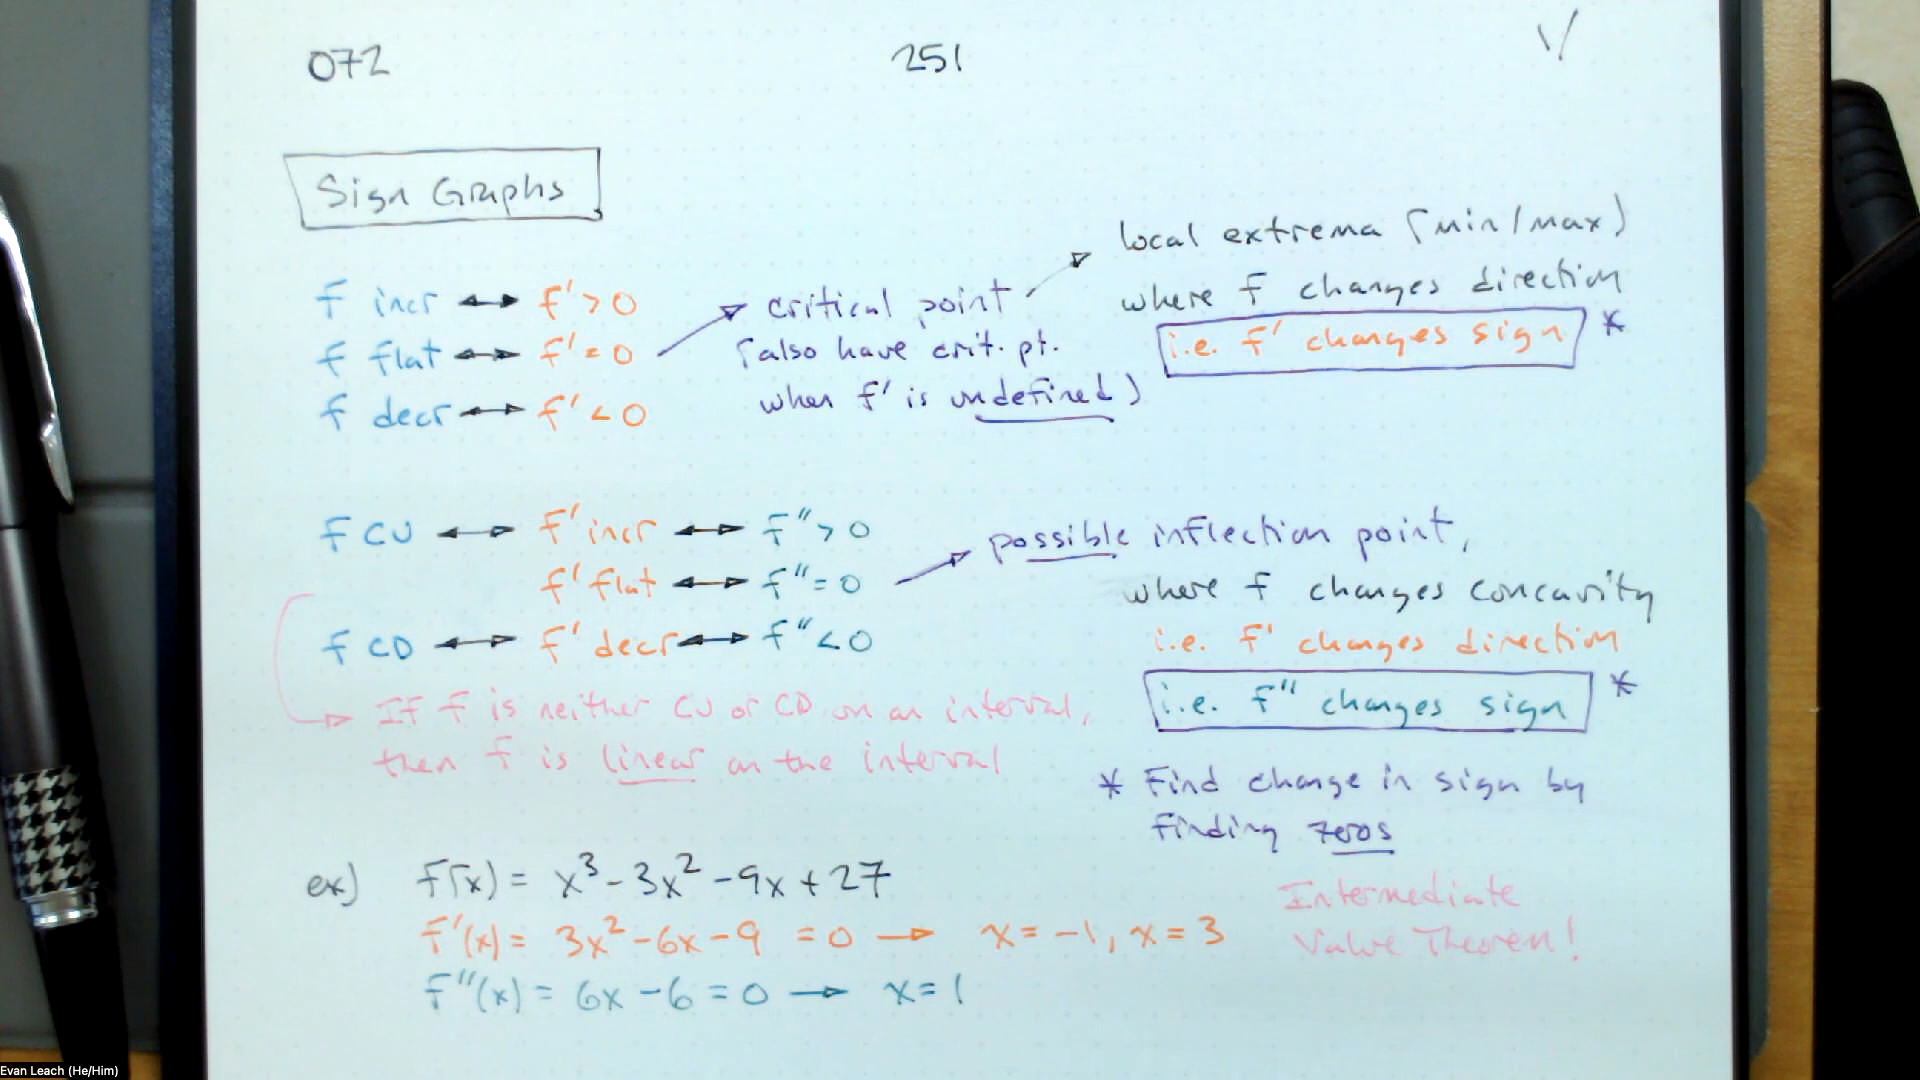 072 251 V
Sign Graphs
f incr ↔ f' > 0
f flat ↔ f' = 0
f decr ↔ f' < 0
critical point
(also have crit. pt.
when f' is undefined)
local extrema (min/max)
where f changes direction
i.e. f' changes sign *
f CU ↔ f' incr ↔ f'' > 0
f' flat ↔ f'' = 0
f CD ↔ f' decr ↔ f'' < 0
possible inflection point,
where f changes concavity
i.e. f' changes direction
i.e. f'' changes sign *
If f is neither CU or CD on an interval,
then f is linear on the interval
* Find change in sign by
finding zeros
Intermediate
Value Theorem!
ex) f(x) = x³ - 3x² - 9x + 27
f'(x) = 3x² - 6x - 9 = 0 → x = -1, x = 3
f''(x) = 6x - 6 = 0 → x = 1
Evan Leach (He/Him)